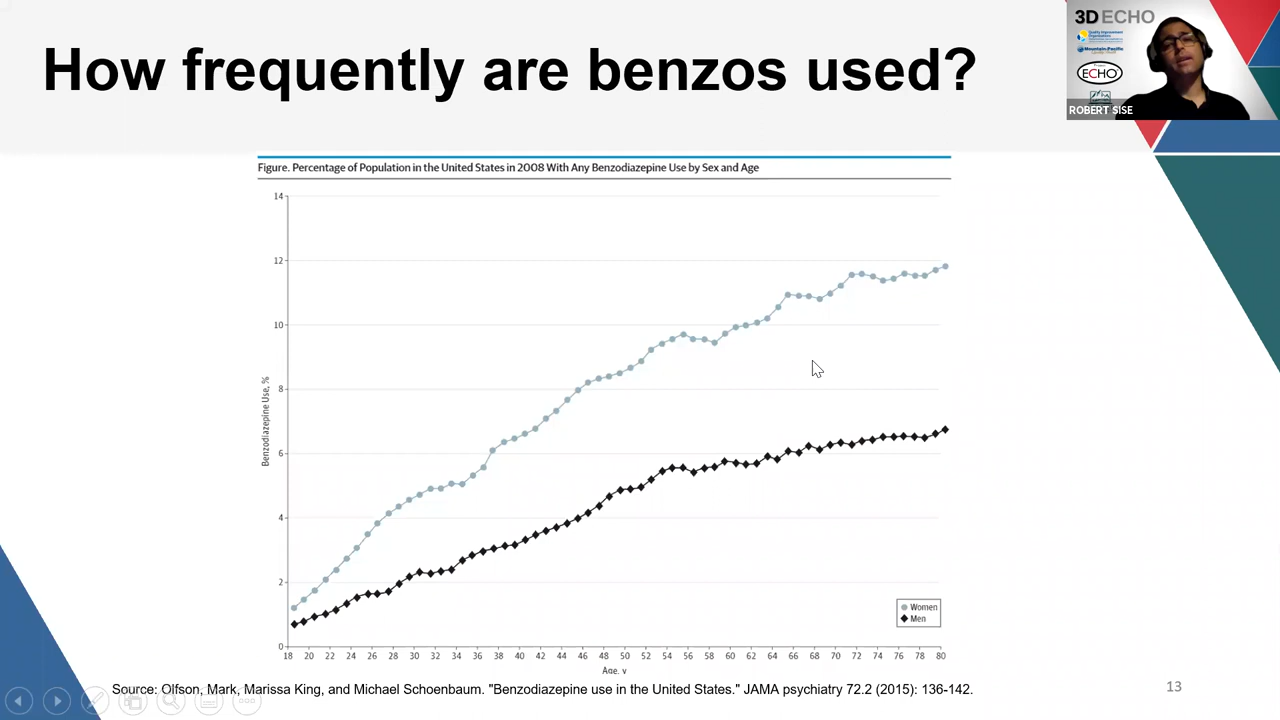 How frequently are benzos used?
3D ECHO
Mountain-Pacific
ECHO
ROBERT SISE
Figure. Percentage of Population in the United States in 2008 With Any Benzodiazepine Use by Sex and Age
14
12
10
8
6
4
2
0
Benzodiazepine Use, %
Women
Men
18 20 22 24 26 28 30 32 34 36 38 40 42 44 46 48 50 52 54 56 58 60 62 64 66 68 70 72 74 76 78 80
Age, y
Source: Olfson, Mark, Marissa King, and Michael Schoenbaum. "Benzodiazepine use in the United States." JAMA psychiatry 72.2 (2015): 136-142.
13